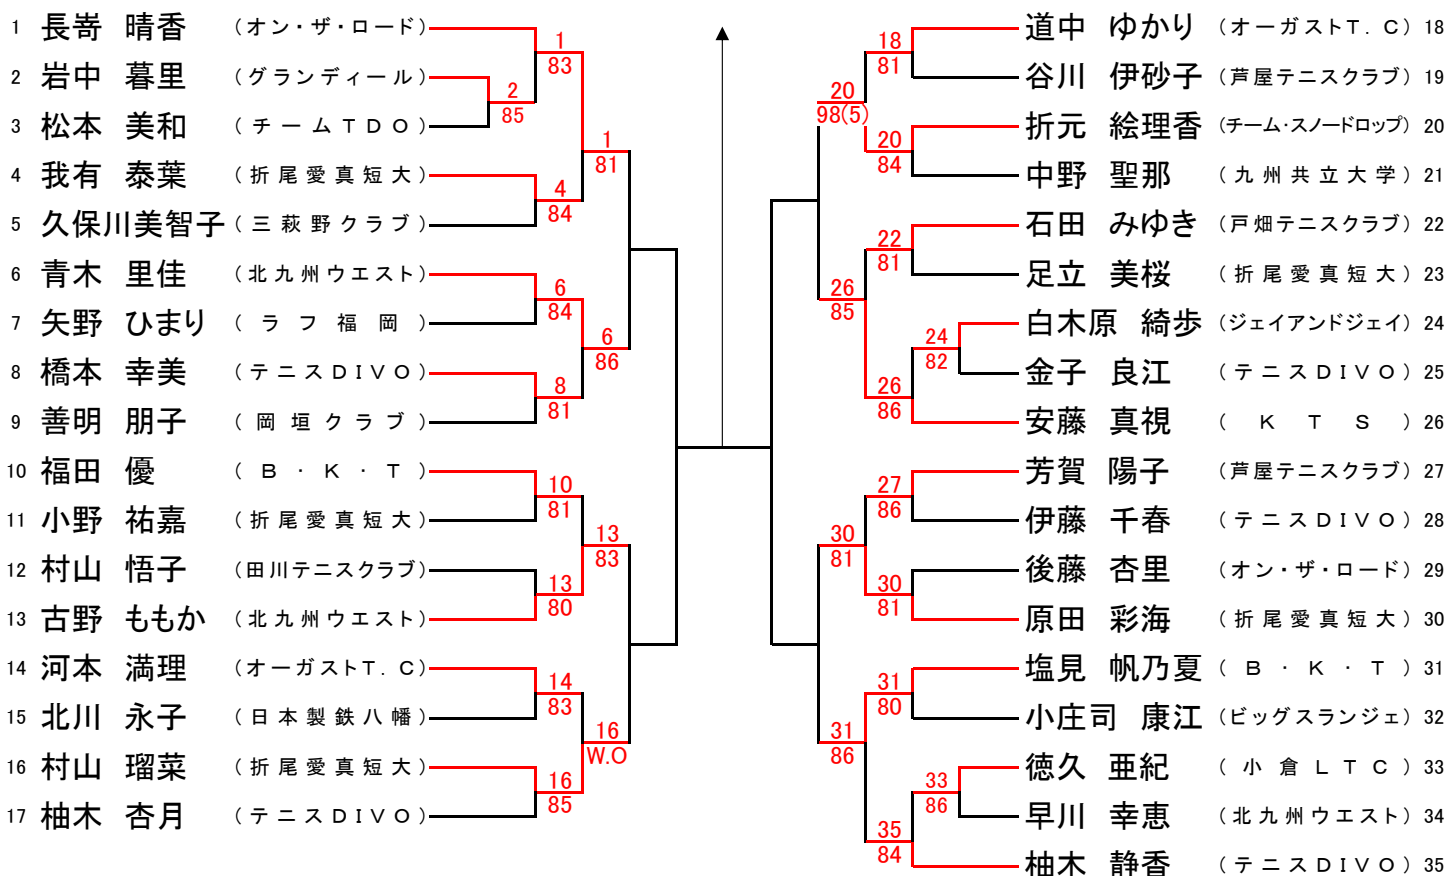 1 長嵜 晴香 (オン・ザ・ロード)
2 岩中 暮里 (グランディール)
3 松本 美和 (チームTDO)
4 我有 泰葉 (折尾愛真短大)
5 久保川美智子 (三萩野クラブ)
6 青木 里佳 (北九州ウエスト)
7 矢野 ひまり (ラフ福岡)
8 橋本 幸美 (テニスDIVO)
9 善明 朋子 (岡垣クラブ)
10 福田 優 (B・K・T)
11 小野 祐嘉 (折尾愛真短大)
12 村山 悟子 (田川テニスクラブ)
13 古野 ももか (北九州ウエスト)
14 河本 満理 (オーガストT.C)
15 北川 永子 (日本製鉄八幡)
16 村山 瑠菜 (折尾愛真短大)
17 柚木 杏月 (テニスDIVO)
2
85
1
83
4
84
6
84
8
81
10
81
13
80
14
83
16
85
1
81
6
86
13
83
16
W.O
20
98(5)
26
85
30
81
31
86
18
81
20
84
22
81
26
86
27
86
30
81
31
80
35
84
24
82
33
86
道中 ゆかり (オーガストT.C) 18
谷川 伊砂子 (芦屋テニスクラブ) 19
折元 絵理香 (チーム・スノードロップ) 20
中野 聖那 (九州共立大学) 21
石田 みゆき (戸畑テニスクラブ) 22
足立 美桜 (折尾愛真短大) 23
白木原 綺歩 (ジェイアンドジェイ) 24
金子 良江 (テニスDIVO) 25
安藤 真視 (KTS) 26
芳賀 陽子 (芦屋テニスクラブ) 27
伊藤 千春 (テニスDIVO) 28
後藤 杏里 (オン・ザ・ロード) 29
原田 彩海 (折尾愛真短大) 30
塩見 帆乃夏 (B・K・T) 31
小庄司 康江 (ビッグスランジェ) 32
徳久 亜紀 (小倉LTC) 33
早川 幸恵 (北九州ウエスト) 34
柚木 静香 (テニスDIVO) 35